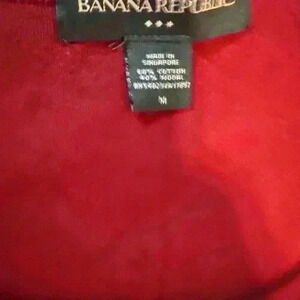 BANANA REPUBLIC
MADE IN
SINGAPORE
60% COTTON
40% MODAL
M